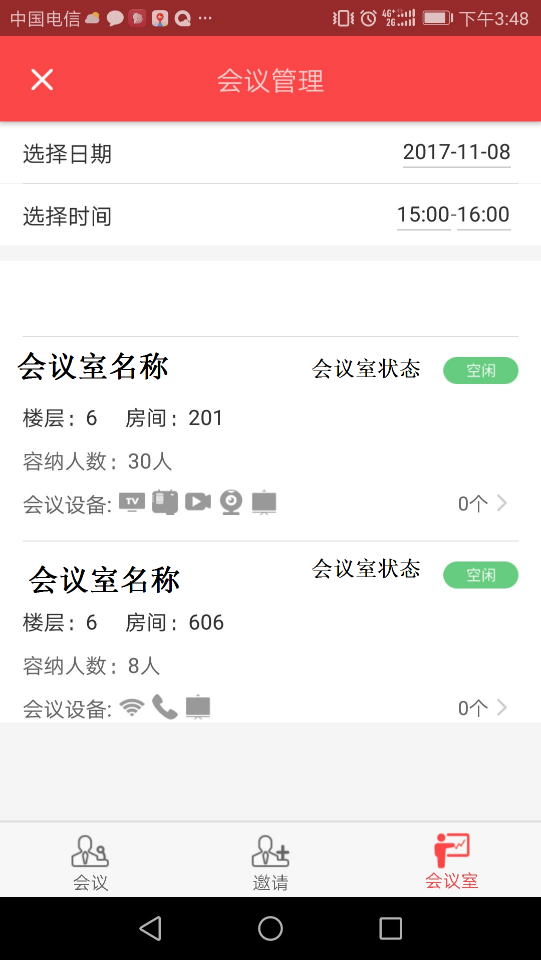 中国电信 ··· 4G+ 2G 下午3:48
会议管理
选择日期 2017-11-08
选择时间 15:00-16:00
会议室名称 会议室状态 空闲
楼层：6 房间：201
容纳人数：30人
会议设备: TV 0个
会议室名称 会议室状态 空闲
楼层：6 房间：606
容纳人数：8人
会议设备: 0个
会议 邀请 会议室